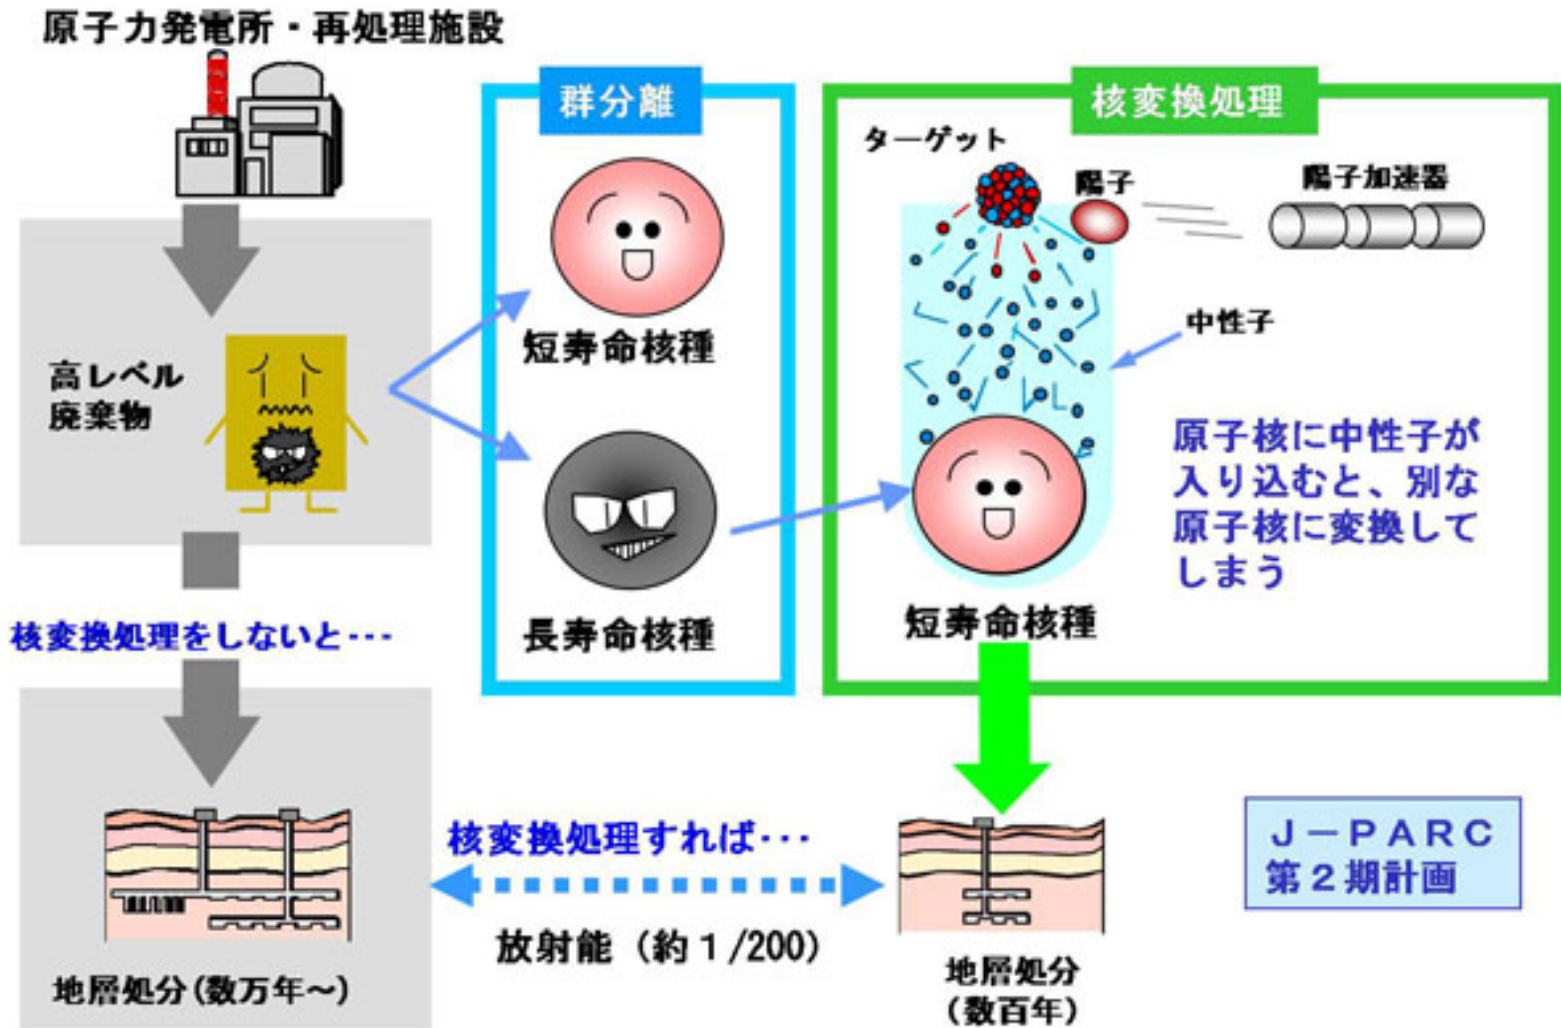 原子力発電所・再処理施設
群分離
核変換処理
ターゲット
陽子
陽子加速器
短寿命核種
中性子
高レベル
廃棄物
原子核に中性子が
入り込むと、別な
原子核に変換して
しまう
長寿命核種
短寿命核種
核変換処理をしないと･･･
核変換処理すれば･･･
放射能（約１/200）
J－PARC
第２期計画
地層処分(数万年～)
地層処分
(数百年)